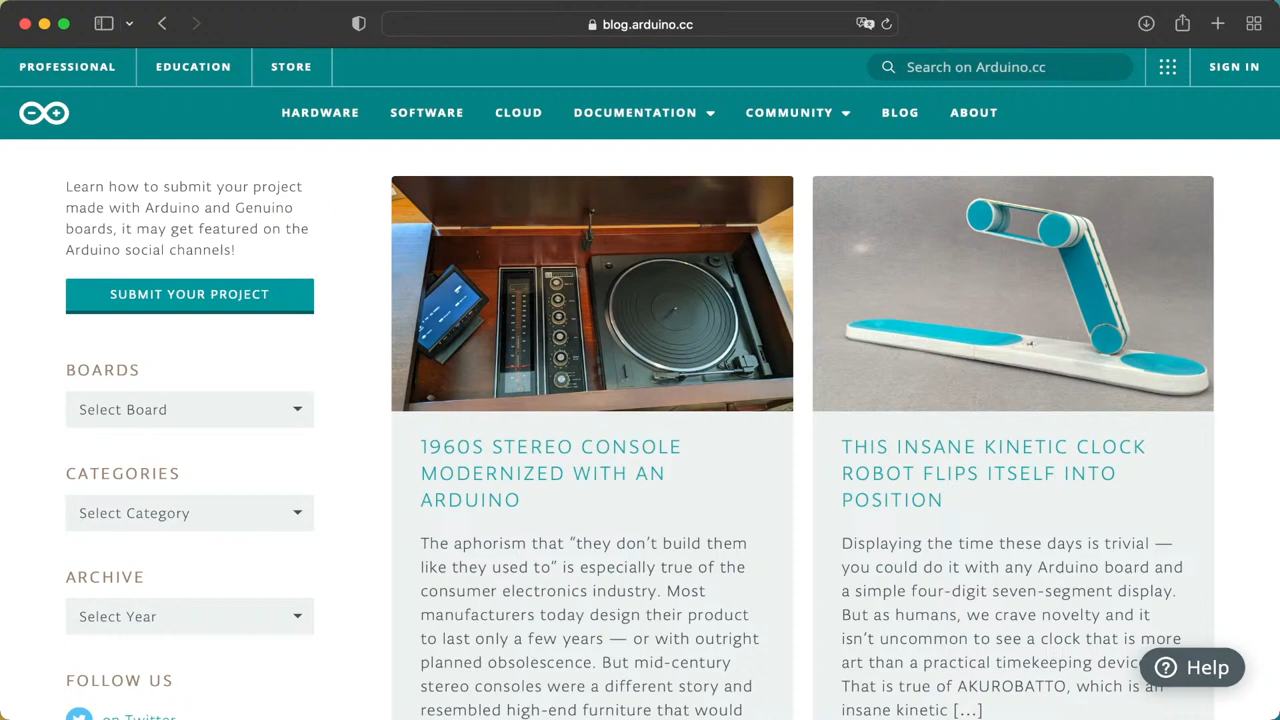 blog.arduino.cc
PROFESSIONAL
EDUCATION
STORE
Search on Arduino.cc
SIGN IN
HARDWARE
SOFTWARE
CLOUD
DOCUMENTATION
COMMUNITY
BLOG
ABOUT
Learn how to submit your project
made with Arduino and Genuino
boards, it may get featured on the
Arduino social channels!
SUBMIT YOUR PROJECT
BOARDS
Select Board
CATEGORIES
Select Category
ARCHIVE
Select Year
FOLLOW US
on Twitter
1960S STEREO CONSOLE
MODERNIZED WITH AN
ARDUINO
The aphorism that “they don’t build them
like they used to” is especially true of the
consumer electronics industry. Most
manufacturers today design their product
to last only a few years — or with outright
planned obsolescence. But mid-century
stereo consoles were a different story and
resembled high-end furniture that would
THIS INSANE KINETIC CLOCK
ROBOT FLIPS ITSELF INTO
POSITION
Displaying the time these days is trivial —
you could do it with any Arduino board and
a simple four-digit seven-segment display.
But as humans, we crave novelty and it
isn’t uncommon to see a clock that is more
art than a practical timekeeping device.
That is true of AKUROBATTO, which is an
insane kinetic […]
Help